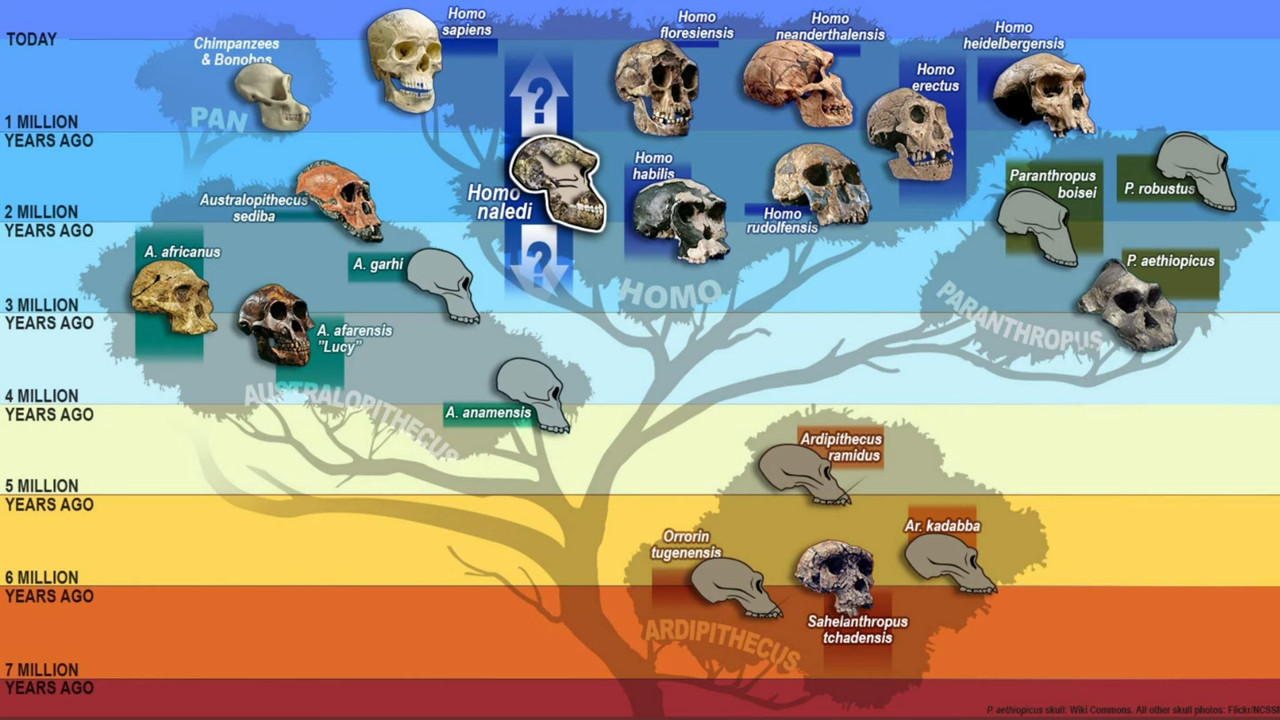 TODAY
1 MILLION
YEARS AGO
2 MILLION
YEARS AGO
3 MILLION
YEARS AGO
4 MILLION
YEARS AGO
5 MILLION
YEARS AGO
6 MILLION
YEARS AGO
7 MILLION
YEARS AGO
Chimpanzees
& Bonobos
PAN
Homo
sapiens
Homo
floresiensis
Homo
neanderthalensis
Homo
heidelbergensis
Homo
erectus
?
Homo
naledi
?
Homo
habilis
Homo
rudolfensis
HOMO
Australopithecus
sediba
A. africanus
A. garhi
A. afarensis
"Lucy"
A. anamensis
AUSTRALOPITHECUS
Paranthropus
boisei
P. robustus
P. aethiopicus
PARANTHROPUS
Ardipithecus
ramidus
Ar. kadabba
Orrorin
tugenensis
Sahelanthropus
tchadensis
ARDIPITHECUS
P. aethropicus skull: Wiki Commons. All other skull photos: Flickr/NCSSM